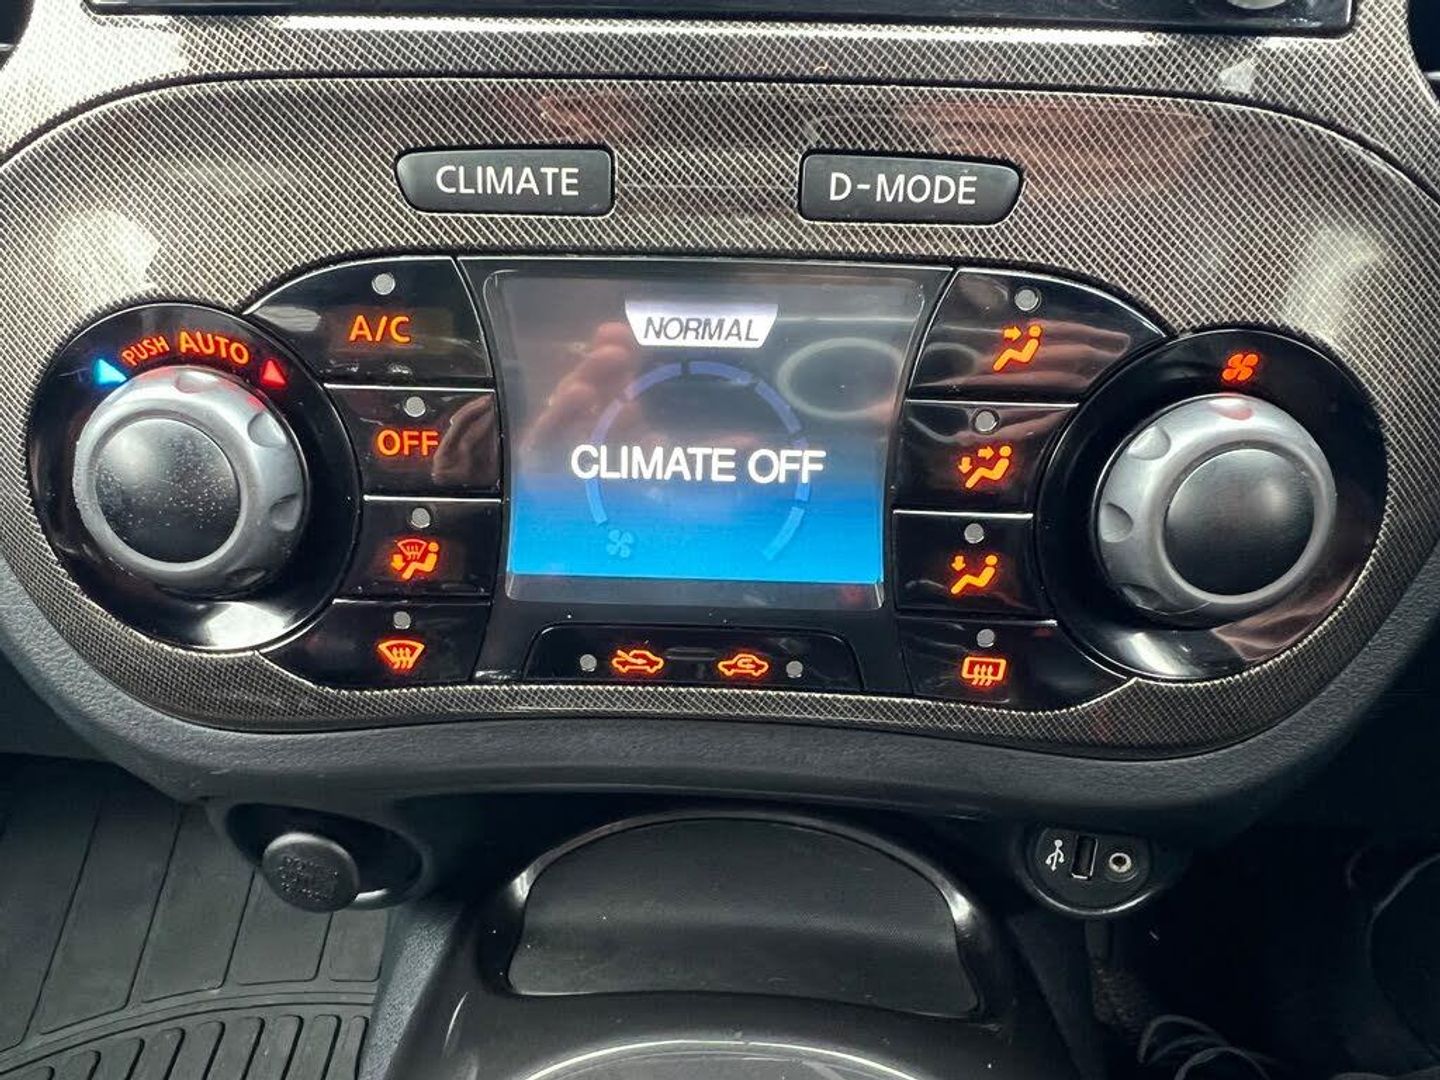 CLIMATE
D-MODE
PUSH AUTO
A/C
OFF
NORMAL
CLIMATE OFF